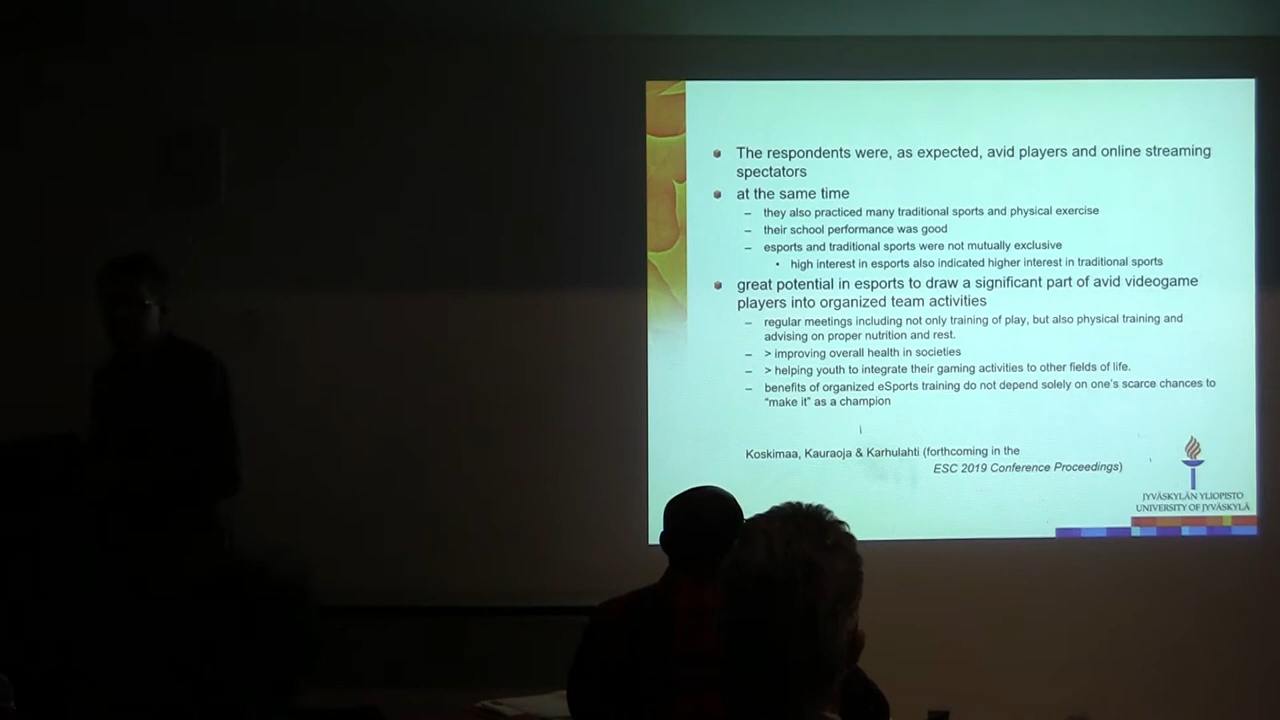 The respondents were, as expected, avid players and online streaming
spectators
at the same time
– they also practiced many traditional sports and physical exercise
– their school performance was good
– esports and traditional sports were not mutually exclusive
• high interest in esports also indicated higher interest in traditional sports
great potential in esports to draw a significant part of avid videogame
players into organized team activities
– regular meetings including not only training of play, but also physical training and
advising on proper nutrition and rest.
– > improving overall health in societies
– > helping youth to integrate their gaming activities to other fields of life.
– benefits of organized eSports training do not depend solely on one's scarce chances to
“make it” as a champion
Koskimaa, Kauraoja & Karhulahti (forthcoming in the
ESC 2019 Conference Proceedings)
JYVÄSKYLÄN YLIOPISTO
UNIVERSITY OF JYVÄSKYLÄ